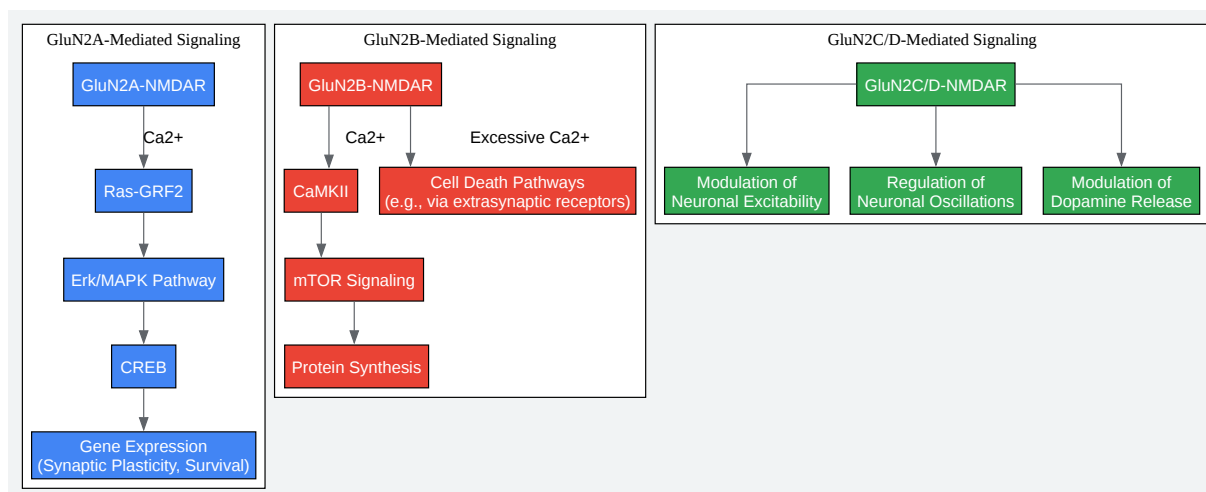 GluN2A-Mediated Signaling
GluN2A-NMDAR
Ca2+
Ras-GRF2
Erk/MAPK Pathway
CREB
Gene Expression
(Synaptic Plasticity, Survival)
GluN2B-Mediated Signaling
GluN2B-NMDAR
Ca2+
Excessive Ca2+
CaMKII
Cell Death Pathways
(e.g., via extrasynaptic receptors)
mTOR Signaling
Protein Synthesis
GluN2C/D-Mediated Signaling
GluN2C/D-NMDAR
Modulation of
Neuronal Excitability
Regulation of
Neuronal Oscillations
Modulation of
Dopamine Release